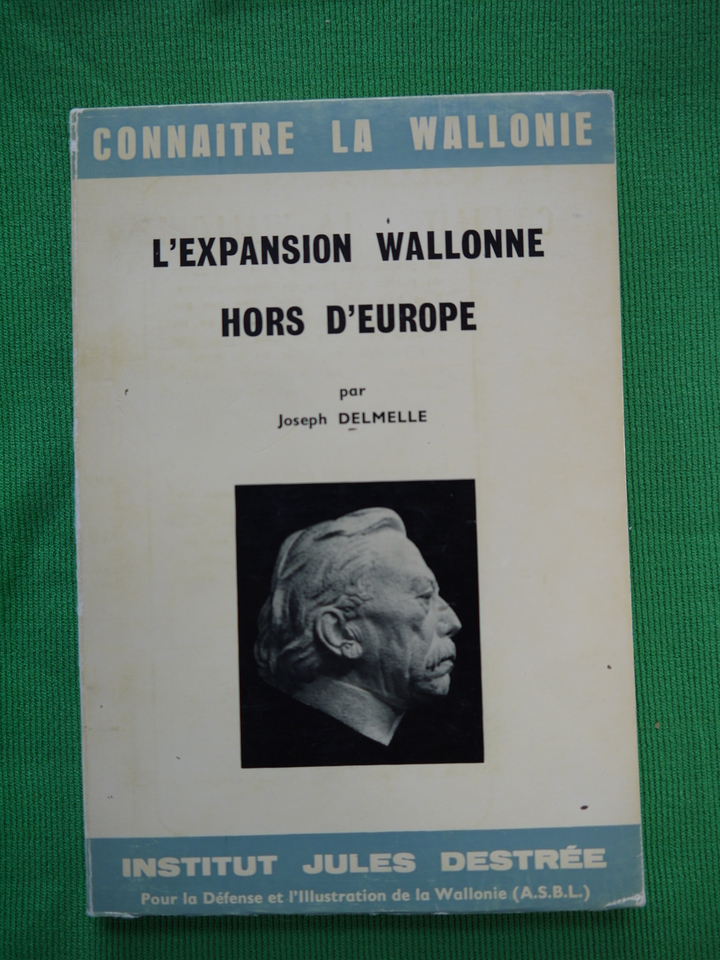 CONNAITRE LA WALLONIE
L'EXPANSION WALLONNE
HORS D'EUROPE
par
Joseph DELMELLE
INSTITUT JULES DESTRÉE
Pour la Défense et l'Illustration de la Wallonie (A.S.B.L.)